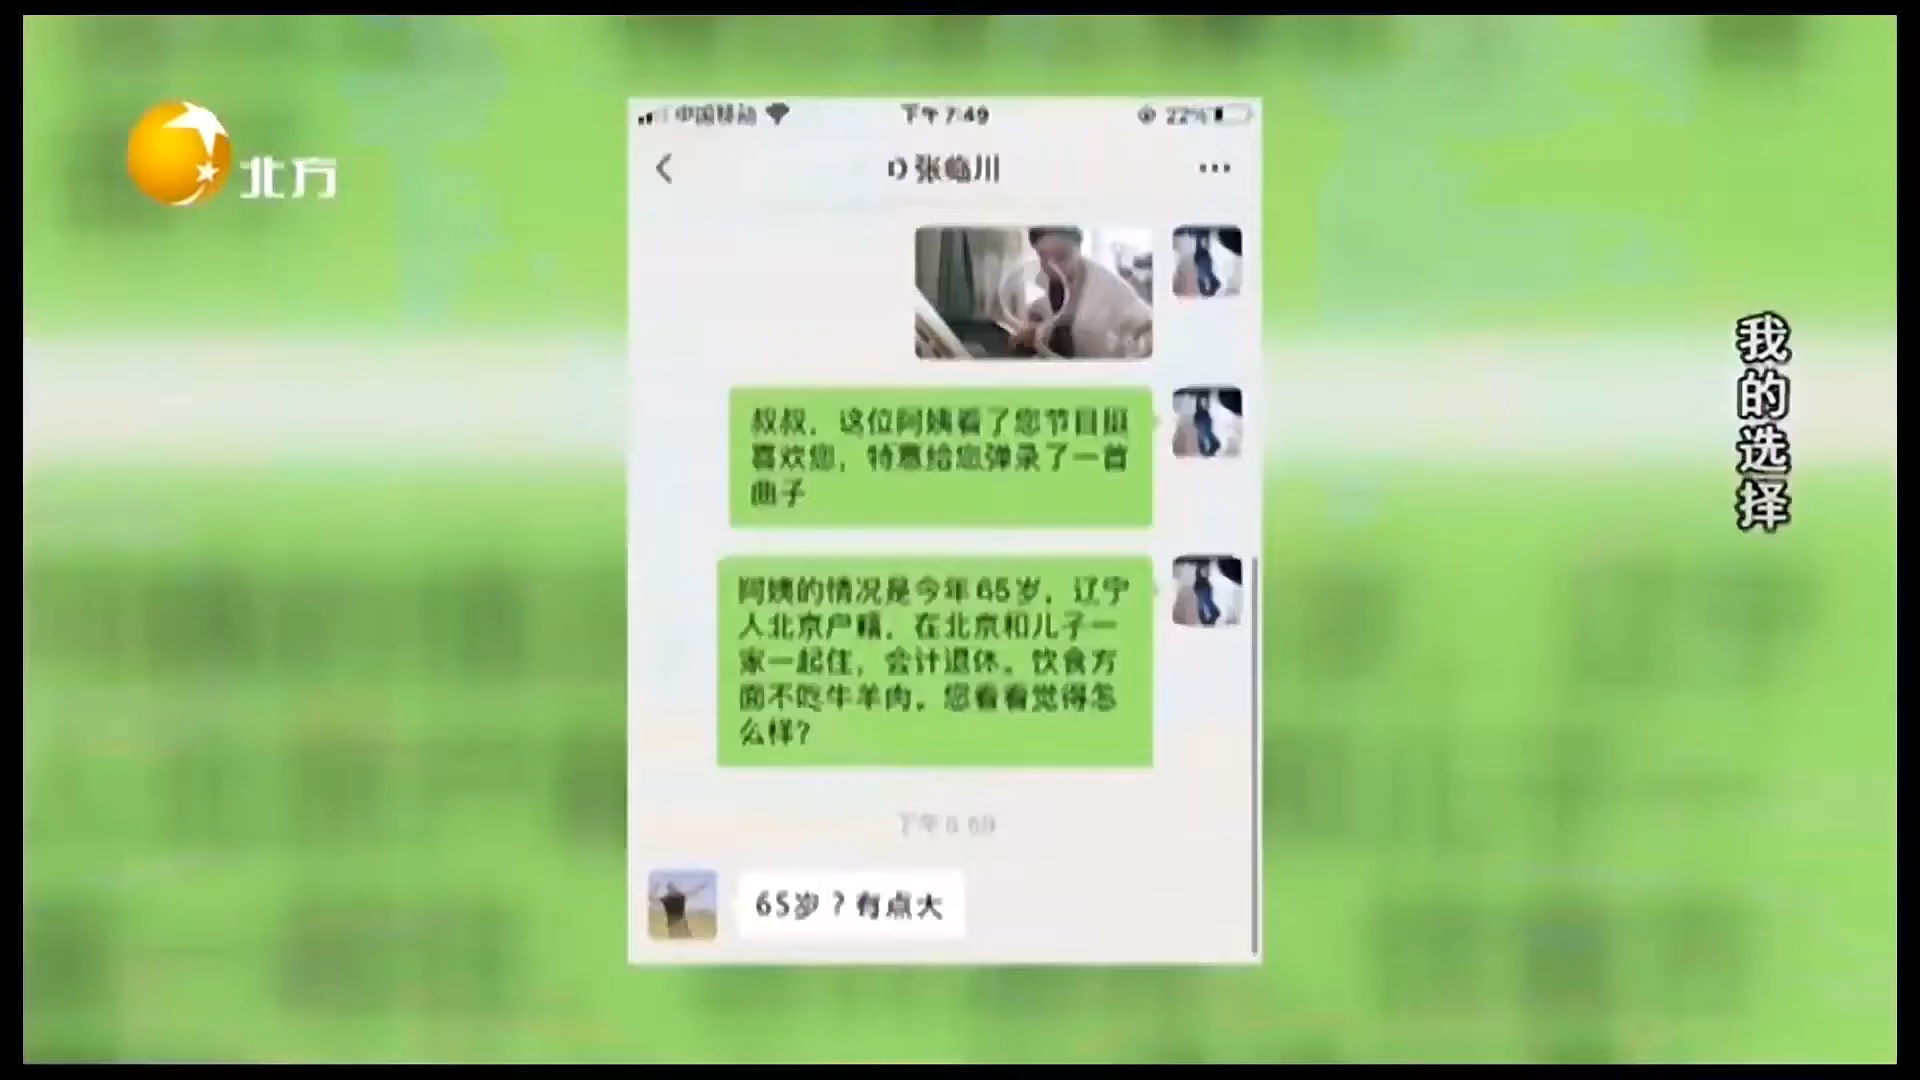 北方
中国移动
下午7:49
22%
D张临川
叔叔，这位阿姨看了您节目挺
喜欢您，特意给您弹录了一首
曲子
阿姨的情况是今年65岁，辽宁
人北京户籍，在北京和儿子一
家一起住，会计退休。饮食方
面不吃牛羊肉，您看看觉得怎
么样?
65岁？有点大
我的选择